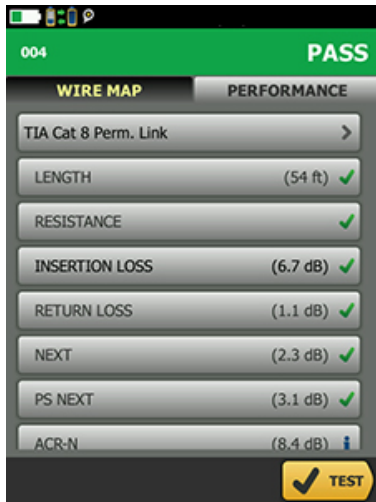 004 PASS
WIRE MAP PERFORMANCE
TIA Cat 8 Perm. Link
LENGTH (54 ft)
RESISTANCE
INSERTION LOSS (6.7 dB)
RETURN LOSS (1.1 dB)
NEXT (2.3 dB)
PS NEXT (3.1 dB)
ACR-N (8.4 dB) i
TEST